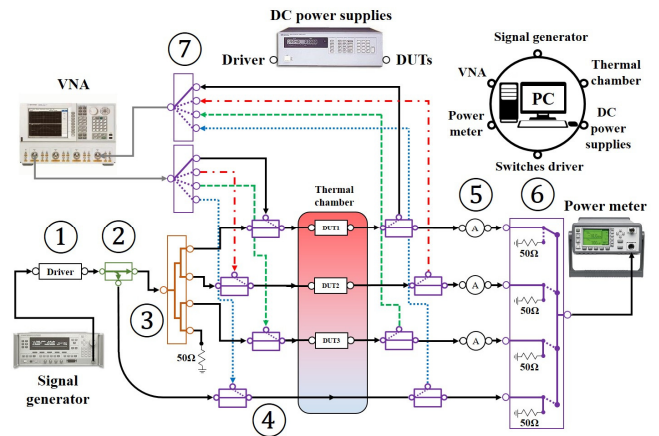 DC power supplies
Driver
DUTs
7
VNA
Signal generator
VNA
Thermal chamber
PC
Power meter
DC power supplies
Switches driver
Thermal chamber
1
2
3
4
5
6
Power meter
Driver
DUT1
DUT2
DUT3
A
A
A
50Ω
50Ω
50Ω
50Ω
50Ω
Signal generator